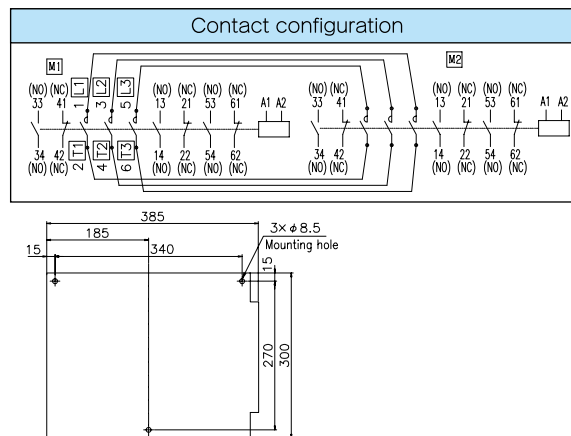 Contact configuration
M1
M2
(NO) (NC) L1 L2 L3 (NO) (NC) (NO) (NC)
33 41 1 3 5 13 21 53 61 A1 A2
34 42 2 4 6 14 22 54 62
(NO) (NC) T1 T2 T3 (NO) (NC) (NO) (NC)
(NO) (NC) (NO) (NC) (NO) (NC)
33 41 13 21 53 61 A1 A2
34 42 14 22 54 62
(NO) (NC) (NO) (NC) (NO) (NC)
385
185
3×φ8.5
Mounting hole
15
340
15
270
300